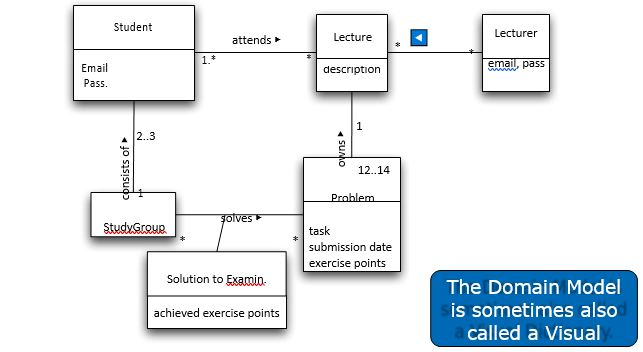 Student
Email
Pass.
attends ►
1.*
*
Lecture
description
*
*
Lecturer
email, pass
consists of ►
2..3
1
owns ►
1
12..14
StudyGroup
*
solves ►
*
Problem
task
submission date
exercise points
Solution to Examin.
achieved exercise points
The Domain Model
is sometimes also
called a Visual